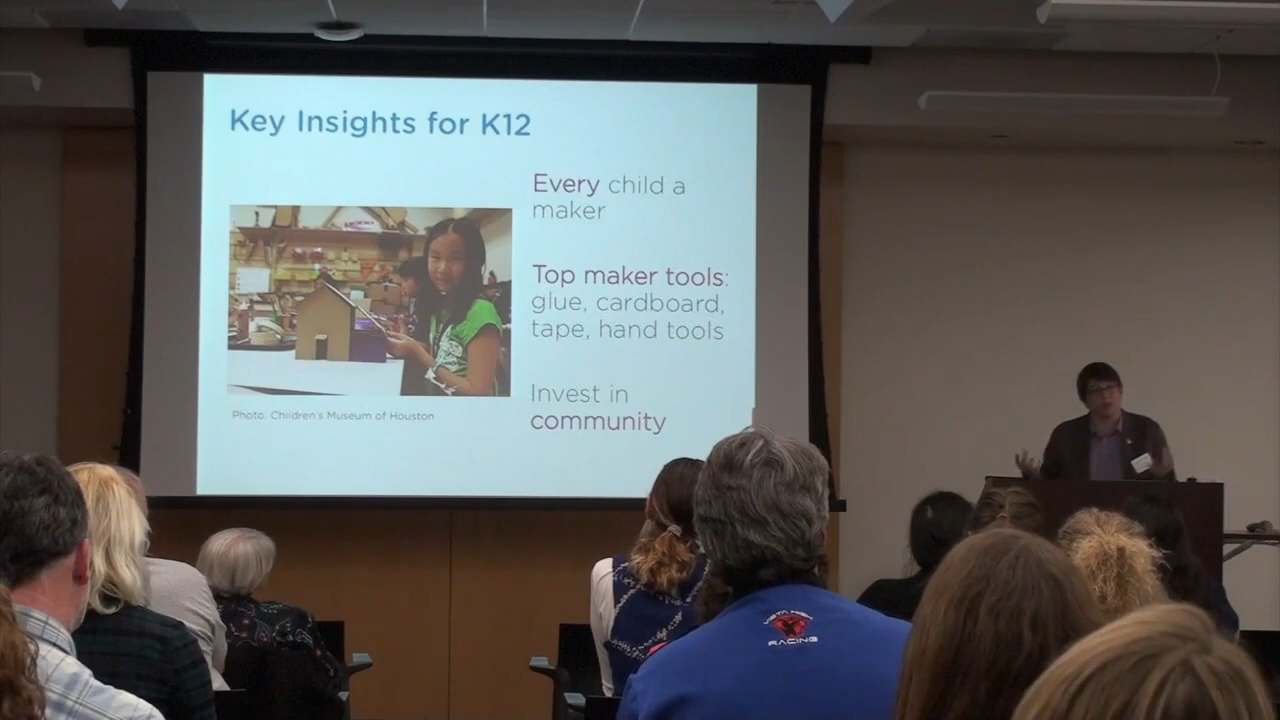 Key Insights for K12
Every child a
maker
Top maker tools:
glue, cardboard,
tape, hand tools
Invest in
community
Photo: Children's Museum of Houston
RACING